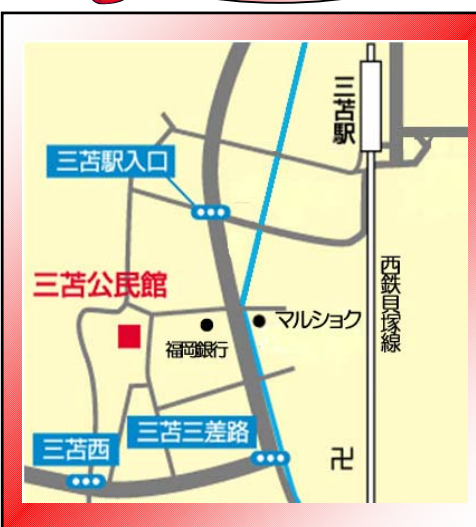 三苫駅
三苫駅入口
西鉄貝塚線
三苫公民館
マルショク
福岡銀行
三苫三差路
三苫西
卍